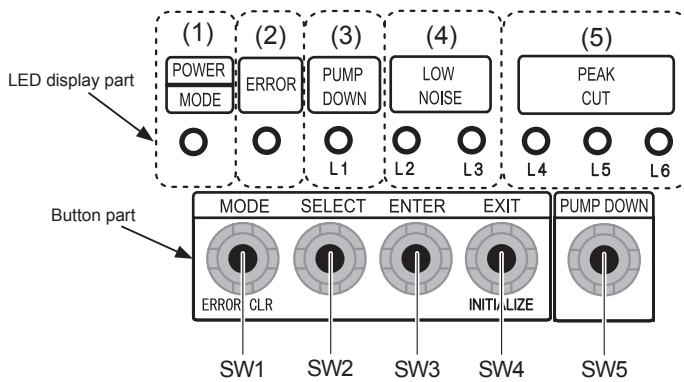 (1) (2) (3) (4) (5)
POWER
MODE
ERROR
PUMP
DOWN
LOW
NOISE
PEAK
CUT
LED display part
L1 L2 L3 L4 L5 L6
MODE SELECT ENTER EXIT PUMP DOWN
Button part
ERROR CLR INITIALIZE
SW1 SW2 SW3 SW4 SW5